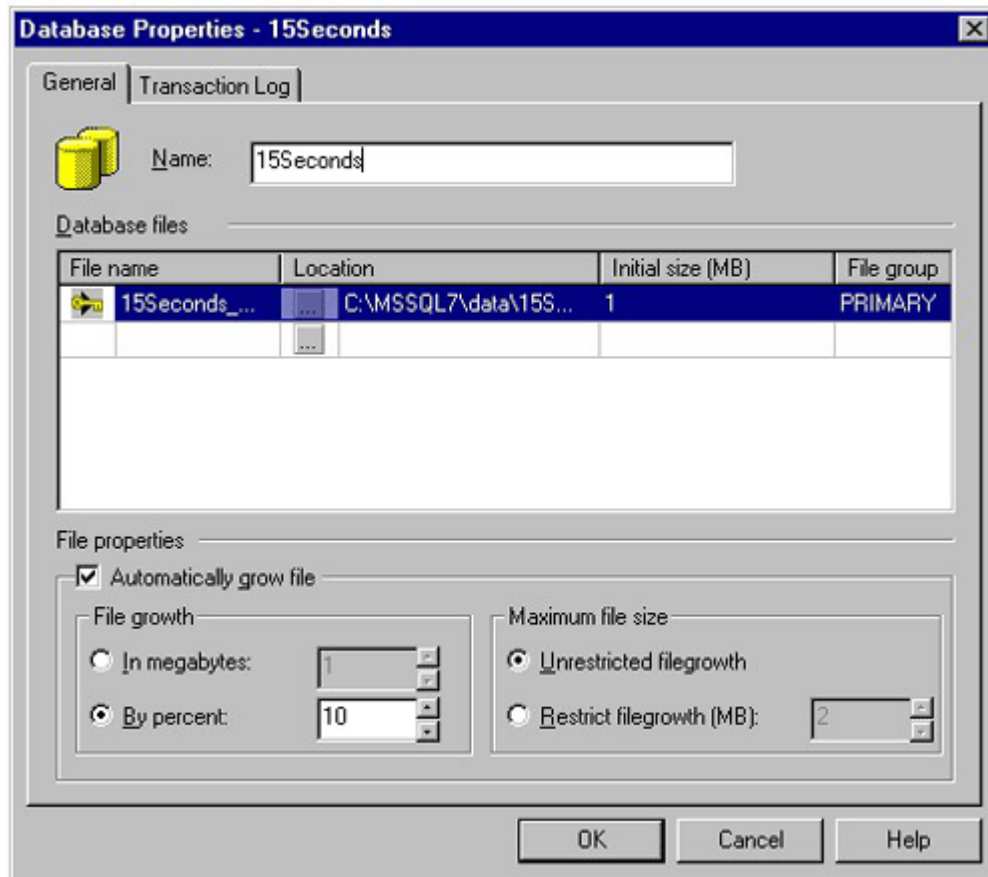 Database Properties - 15Seconds
General Transaction Log
Name: 15Seconds
Database files
File name Location Initial size (MB) File group
15Seconds_... ... C:\MSSQL7\data\15S... 1 PRIMARY
...
File properties
Automatically grow file
File growth Maximum file size
In megabytes: 1 Unrestricted filegrowth
By percent: 10 Restrict filegrowth (MB): 2
OK Cancel Help